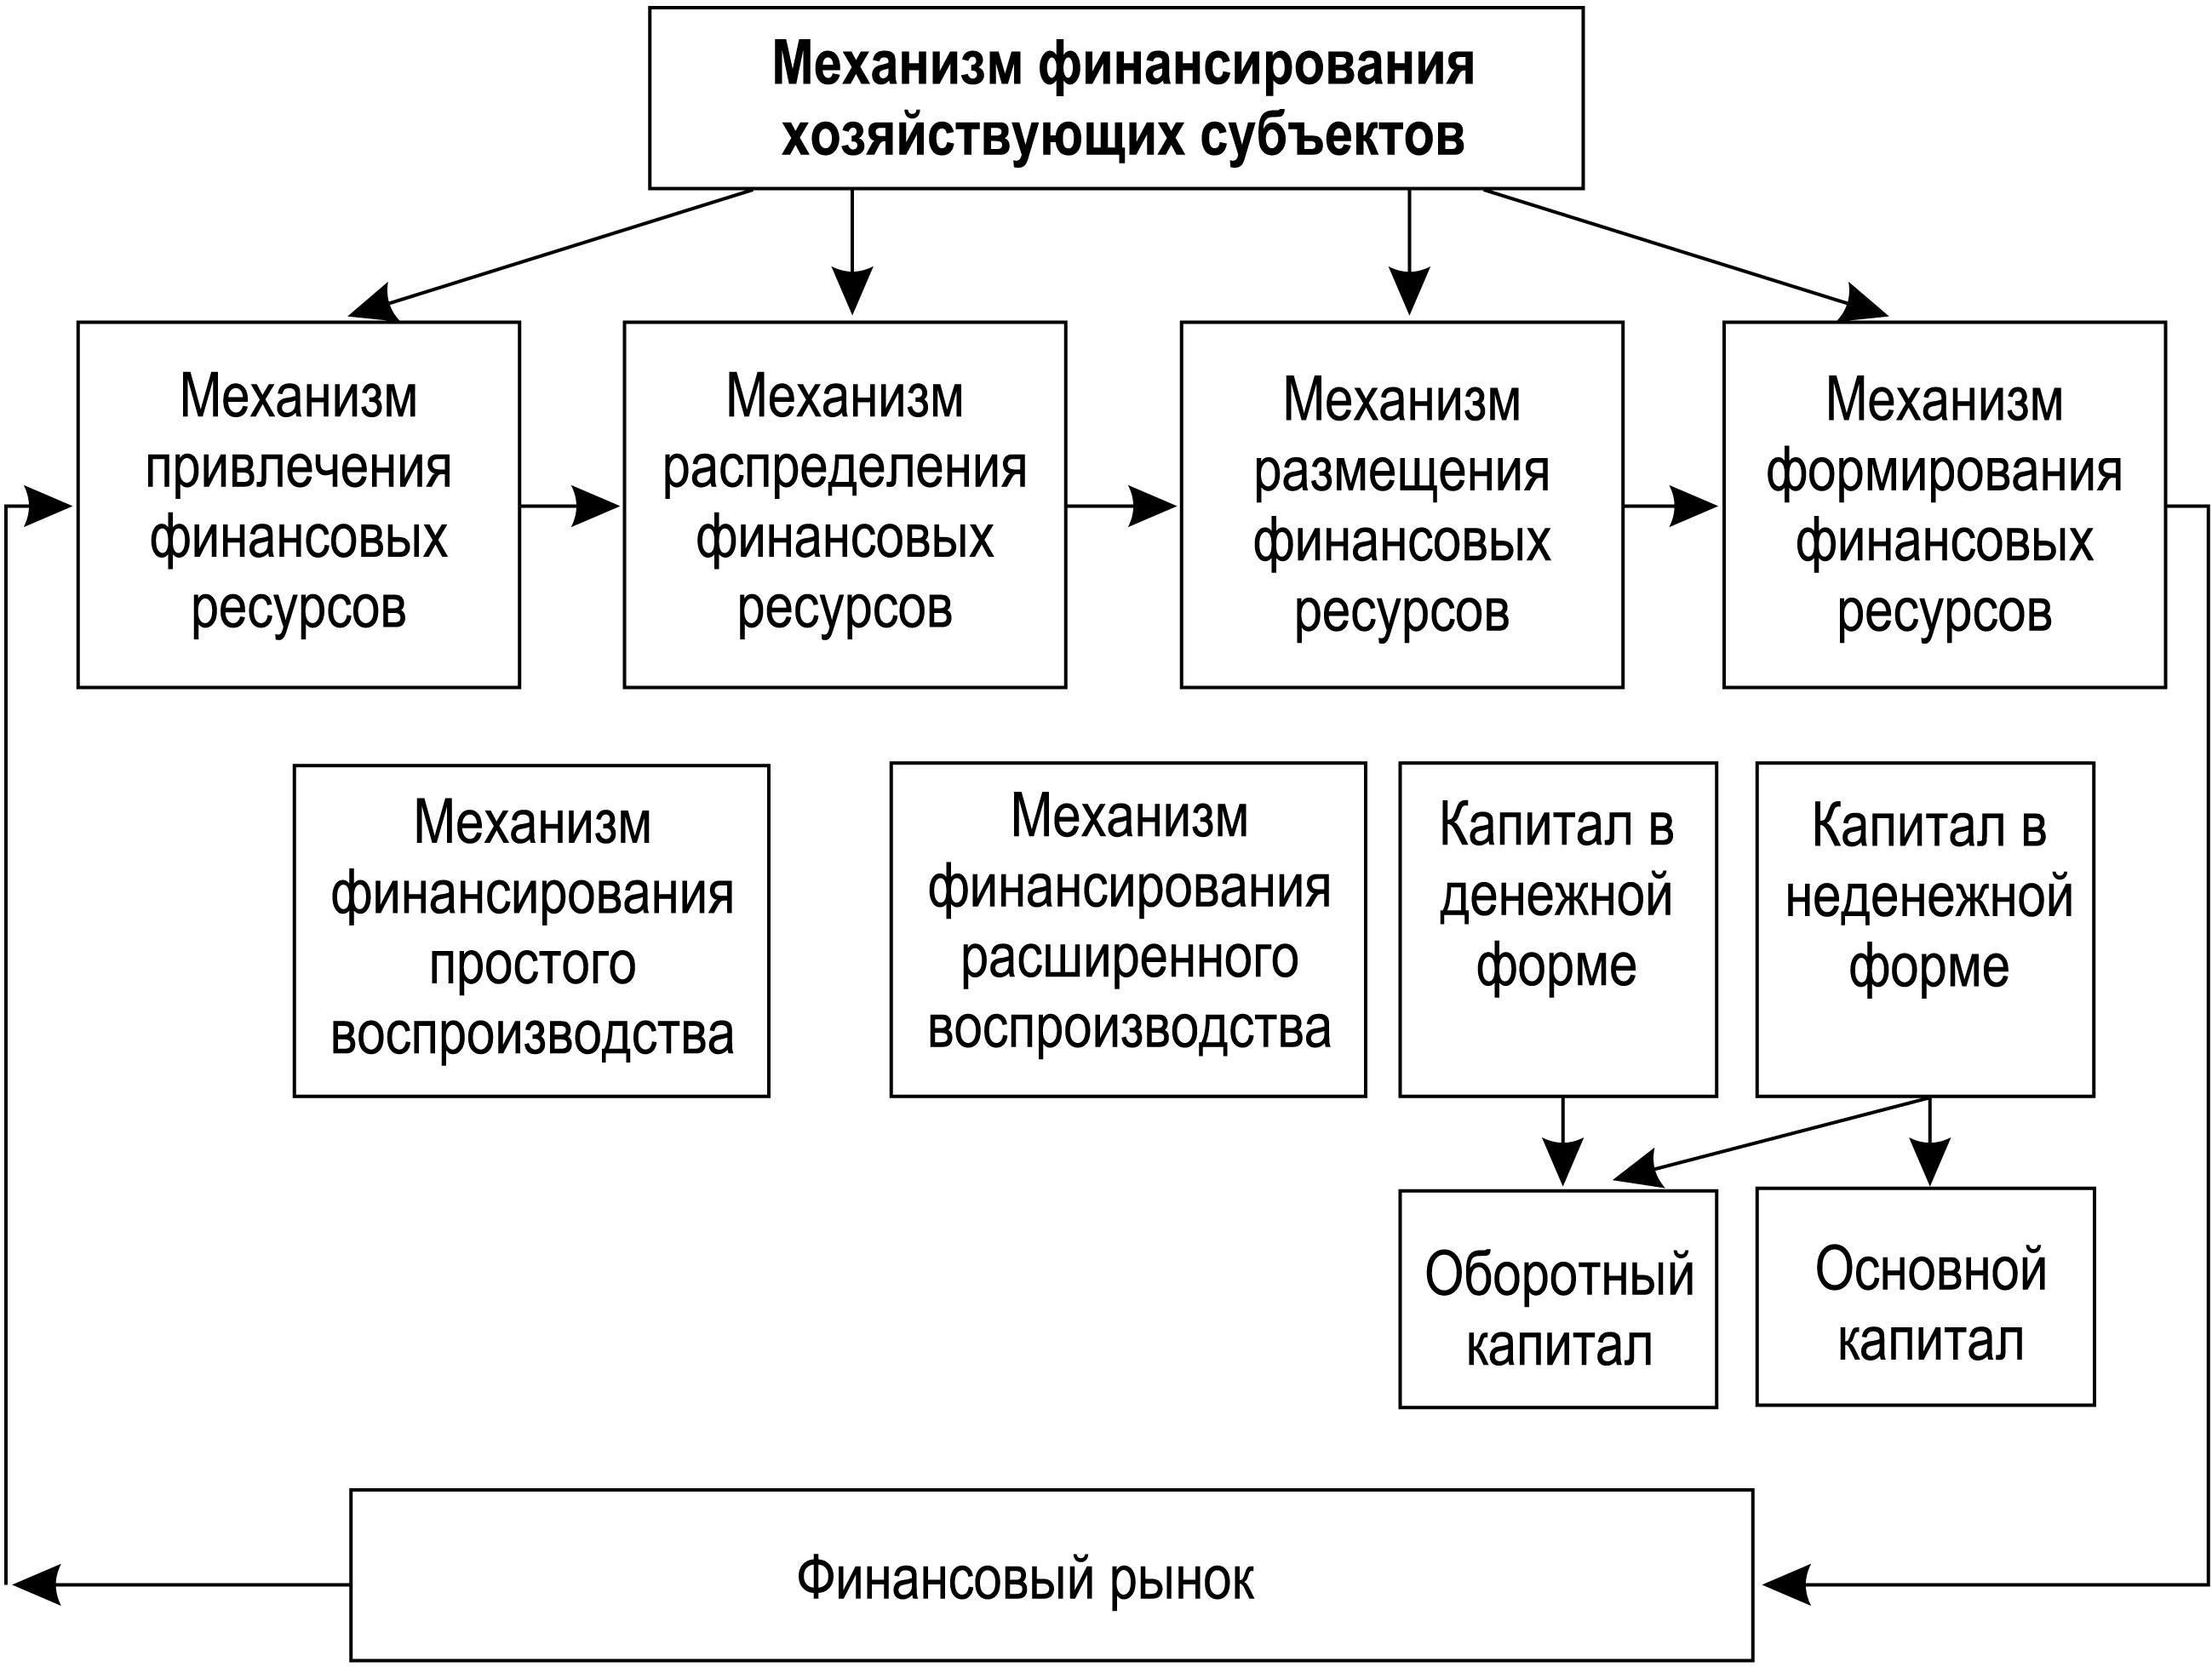 Механизм финансирования
хозяйствующих субъектов
Механизм
привлечения
финансовых
ресурсов
Механизм
распределения
финансовых
ресурсов
Механизм
размещения
финансовых
ресурсов
Механизм
формирования
финансовых
ресурсов
Механизм
финансирования
простого
воспроизводства
Механизм
финансирования
расширенного
воспроизводства
Капитал в
денежной
форме
Капитал в
неденежной
форме
Оборотный
капитал
Основной
капитал
Финансовый рынок